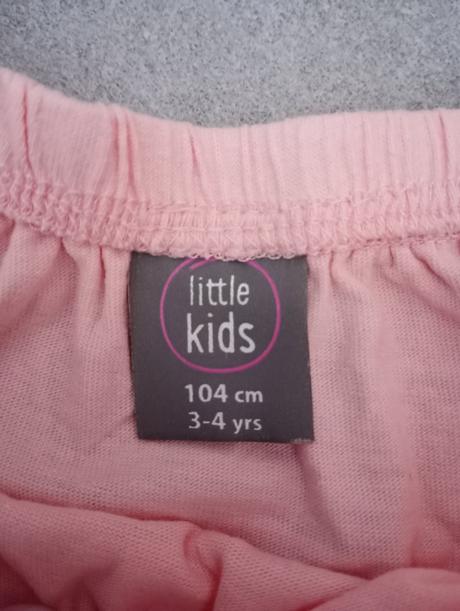 little
kids
104 cm
3-4 yrs